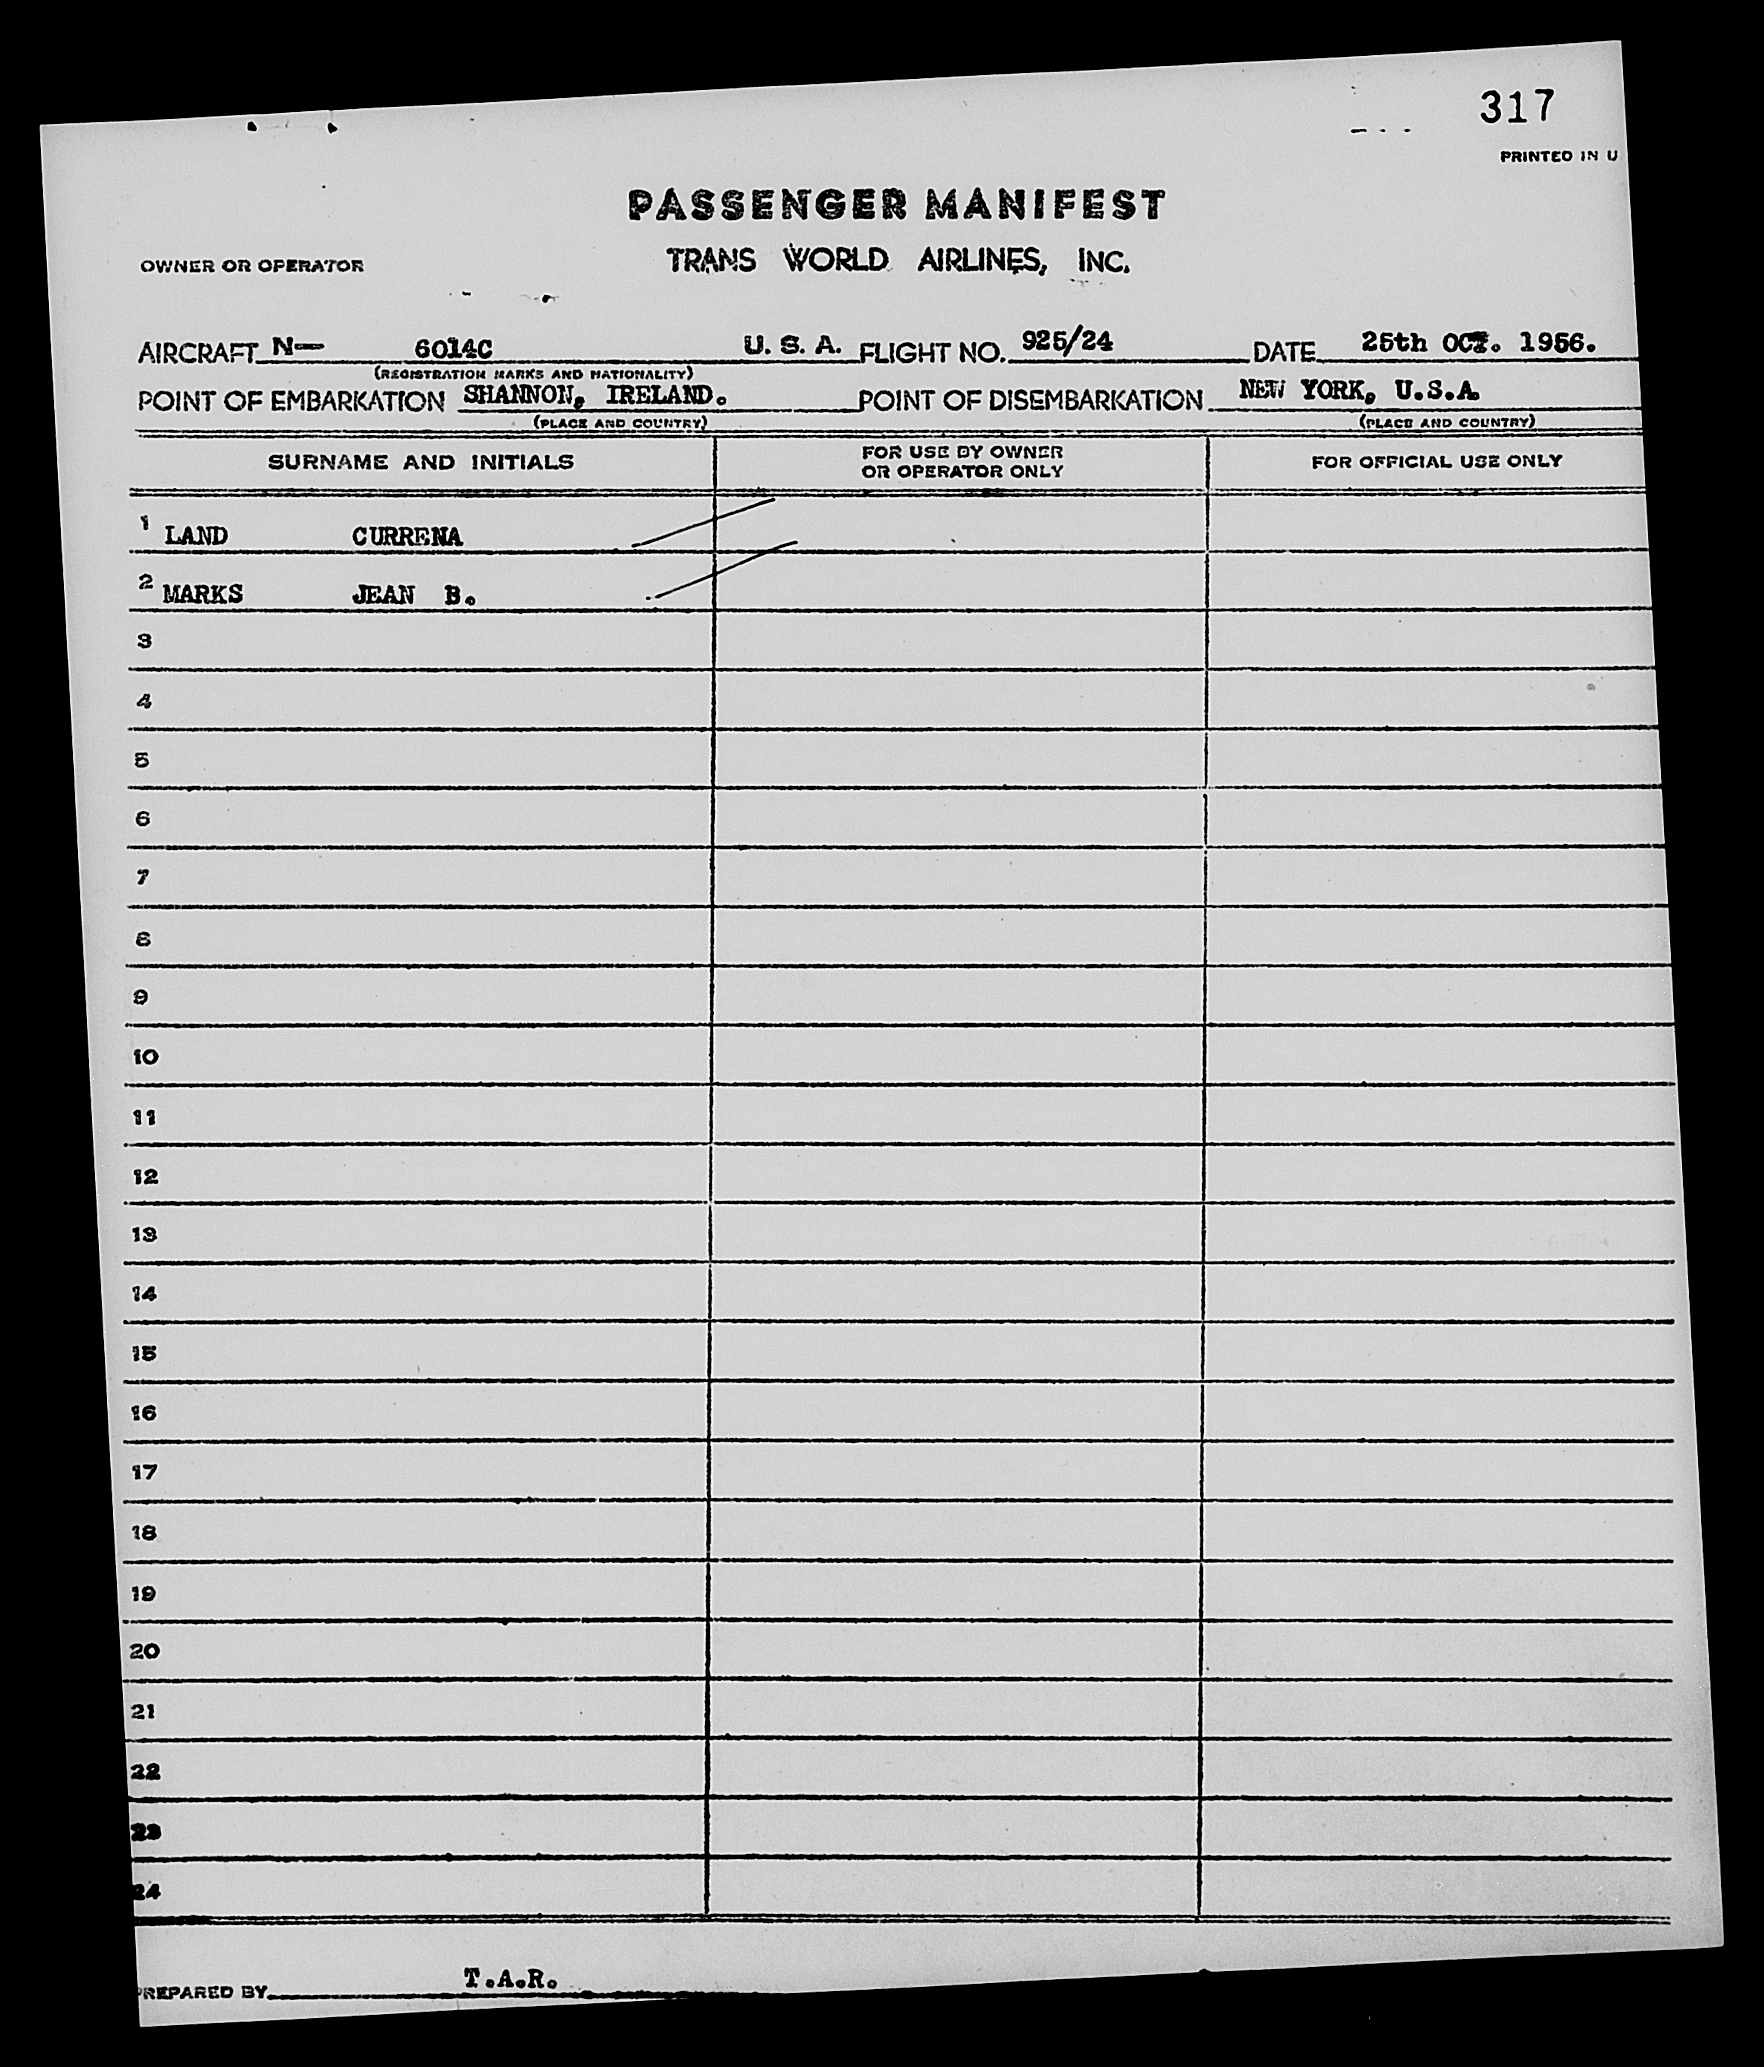 317
PRINTED IN U
PASSENGER MANIFEST
OWNER OR OPERATOR TRANS WORLD AIRLINES, INC.
AIRCRAFT N— 6014C U. S. A. FLIGHT NO. 925/24 DATE 25th OCT. 1956.
(REGISTRATION MARKS AND NATIONALITY)
POINT OF EMBARKATION SHANNON, IRELAND. POINT OF DISEMBARKATION NEW YORK, U.S.A.
(PLACE AND COUNTRY) (PLACE AND COUNTRY)
SURNAME AND INITIALS FOR USE BY OWNER OR OPERATOR ONLY FOR OFFICIAL USE ONLY
1 LAND CURRENA
2 MARKS JEAN B.
3
4
5
6
7
8
9
10
11
12
13
14
15
16
17
18
19
20
21
22
23
24
PREPARED BY T.A.R.